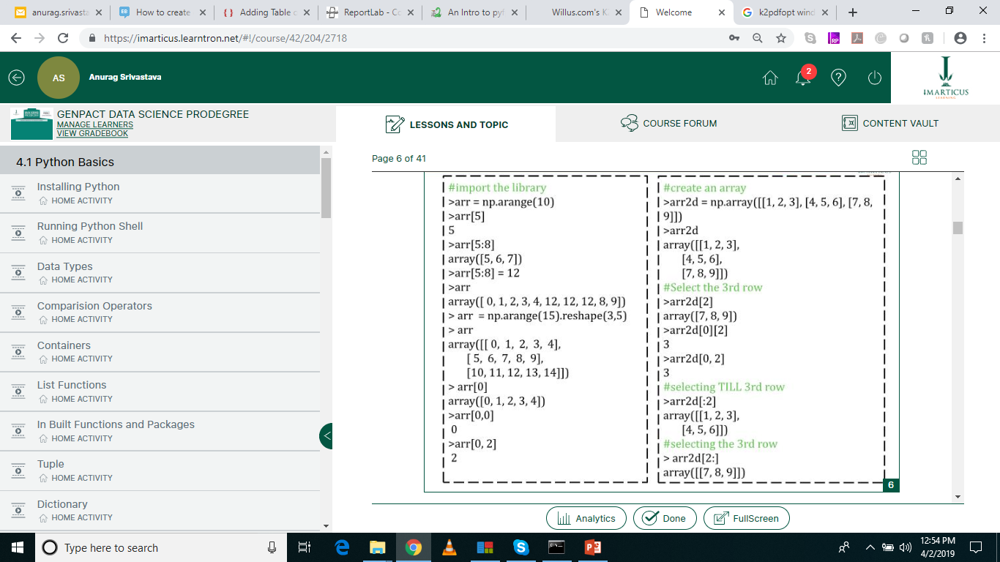 anurag.srivasta
How to create
Adding Table c
ReportLab - Co
An Intro to pyf
Willus.com's K
Welcome
k2pdfopt wind
https://imarticus.learntron.net/#!/course/42/204/2718
AS
Anurag Srivastava
2
IMARTICUS
LEARNING
GENPACT DATA SCIENCE PRODEGREE
MANAGE LEARNERS
VIEW GRADEBOOK
LESSONS AND TOPIC
COURSE FORUM
CONTENT VAULT
4.1 Python Basics
Installing Python
HOME ACTIVITY
Running Python Shell
HOME ACTIVITY
Data Types
HOME ACTIVITY
Comparision Operators
HOME ACTIVITY
Containers
HOME ACTIVITY
List Functions
HOME ACTIVITY
In Built Functions and Packages
HOME ACTIVITY
Tuple
HOME ACTIVITY
Dictionary
HOME ACTIVITY
Page 6 of 41
#import the library
>arr = np.arange(10)
>arr[5]
5
>arr[5:8]
array([5, 6, 7])
>arr[5:8] = 12
>arr
array([ 0, 1, 2, 3, 4, 12, 12, 12, 8, 9])
> arr = np.arange(15).reshape(3,5)
> arr
array([[ 0, 1, 2, 3, 4],
[ 5, 6, 7, 8, 9],
[10, 11, 12, 13, 14]])
> arr[0]
array([0, 1, 2, 3, 4])
>arr[0,0]
0
>arr[0, 2]
2
#create an array
>arr2d = np.array([[1, 2, 3], [4, 5, 6], [7, 8,
9]])
>arr2d
array([[1, 2, 3],
[4, 5, 6],
[7, 8, 9]])
#Select the 3rd row
>arr2d[2]
array([7, 8, 9])
>arr2d[0][2]
3
>arr2d[0, 2]
3
#selecting TILL 3rd row
>arr2d[:2]
array([[1, 2, 3],
[4, 5, 6]])
#selecting the 3rd row
> arr2d[2:]
array([[7, 8, 9]])
6
Analytics
Done
FullScreen
Type here to search
12:54 PM
4/2/2019